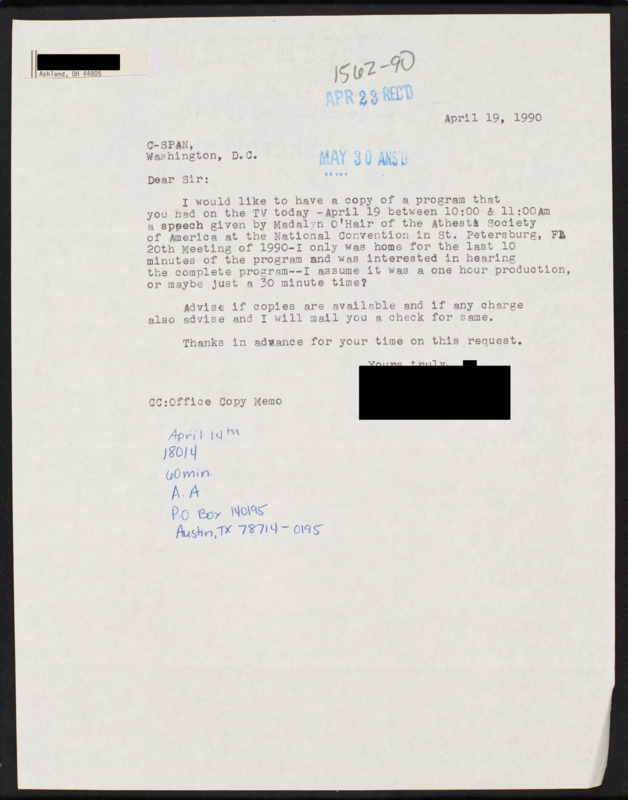 Ashland, OH 44805
1562-90
APR 23 REC'D
April 19, 1990
C-SPAN,
Washington, D.C.
MAY 30 ANS'D
Dear Sir:
I would like to have a copy of a program that
you had on the TV today -April 19 between 10:00 & 11:00Am
a speech given by Madalyn O'Hair of the Athesti Society
of America at the National Convention in St. Petersburg, FL
20th Meeting of 1990-I only was home for the last 10
minutes of the program and was interested in hearing
the complete program--I assume it was a one hour production,
or maybe just a 30 minute time?
Advise if copies are available and if any charge
also advise and I will mail you a check for same.
Thanks in advance for your time on this request.
Yours truly,
CC:Office Copy Memo
April 14th
18014
60min
A.A
P.O Box 140195
Austin, TX 78714-0195